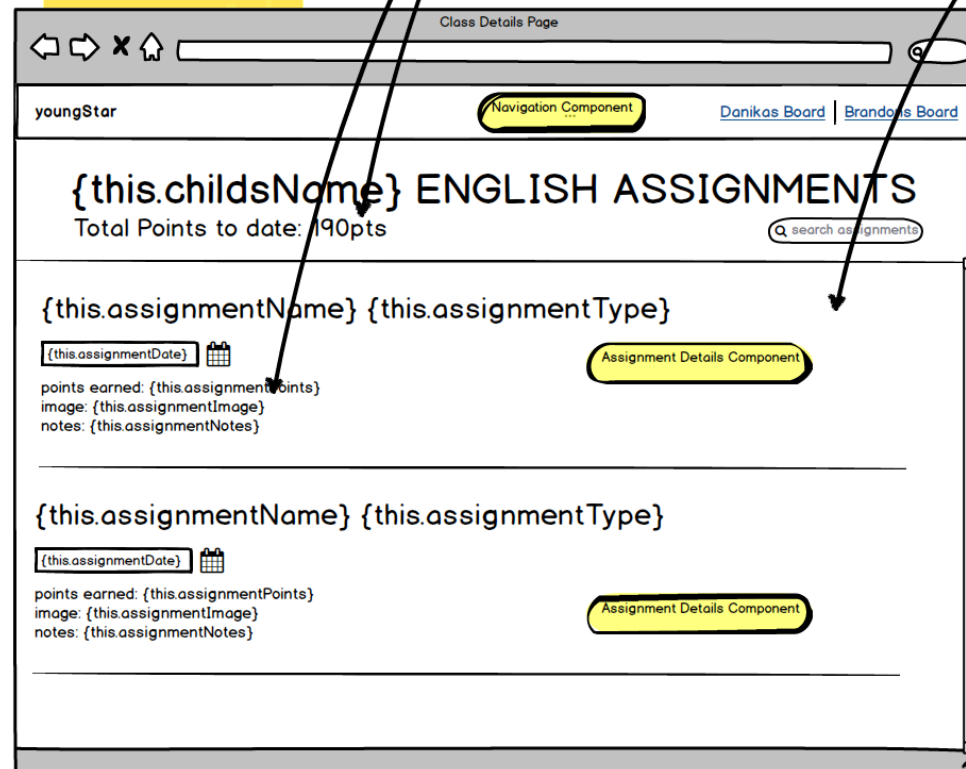 Class Details Page
youngStar
Navigation Component
...
Danikas Board
Brandons Board
{this.childsName} ENGLISH ASSIGNMENTS
Total Points to date: 190pts
search assignments
{this.assignmentName} {this.assignmentType}
{this.assignmentDate}
Assignment Details Component
points earned: {this.assignmentPoints}
image: {this.assignmentImage}
notes: {this.assignmentNotes}
{this.assignmentName} {this.assignmentType}
{this.assignmentDate}
points earned: {this.assignmentPoints}
Assignment Details Component
image: {this.assignmentImage}
notes: {this.assignmentNotes}